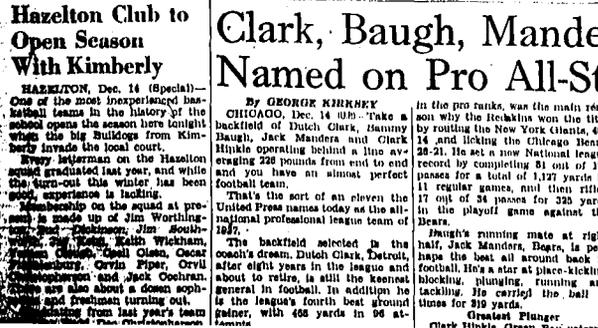 Hazelton Club to
Open Season
With Kimberly
HAZELTON, Dec. 14 (Special)—
One of the most inexperienced bas-
ketball teams in the history of the
school opens the season here tonight
when the big Bulldogs from Kim-
berly invade the local court.
Every letterman on the Hazelton
squad graduated last year, and while
the turn-out this winter has been
good, experience is lacking.
Membership on the squad at pres-
ent is made up of Jim Worthing-
ton, Bud Dickinson, Jim South-
worth, Keith Wickham,
Olsen, Oscar
Orvin Piper, Orvil
Christopherson and Jack Cochran.
There are also about a dozen soph-
and freshmen turning out.
Graduating from last year's team
Clark, Baugh, Mande
Named on Pro All-St
By GEORGE KIRKSEY
CHICAGO, Dec. 14 (U.P.)—Take a
backfield of Dutch Clark, Sammy
Baugh, Jack Manders and Clark
Hinkle operating behind a line av-
eraging 226 pounds from end to end
and you have an almost perfect
football team.
That's the sort of an eleven the
United Press names today as the all-
national professional league team of
1937.
The backfield selected is the
coach's dream. Dutch Clark, Detroit,
after eight years in the league and
about to retire, is still the keenest
general in football. In addition he
is the league's fourth best ground
gainer, with 468 yards in 96 at-
tempts.
in the pro ranks, was the main re
son why the Redskins won the tit
by routing the New York Giants, 4
14 ,and licking the Chicago Bea
28-21. He set a new National leagu
record by completing 81 out of 1
passes for a total of 1,127 yards
11 regular games, and then rifle
17 out of 34 passes for 325 yard
in the playoff game against th
Bears.
Baugh's running mate at rig
half, Jack Manders, Bears, is pe
haps the best all around back
football. He's a star at place-kickin
blocking, plunging, running a
tackling. He carried the ball
times for 319 yards.
Greatest Plunger
Clark Hinkle, Green Bay